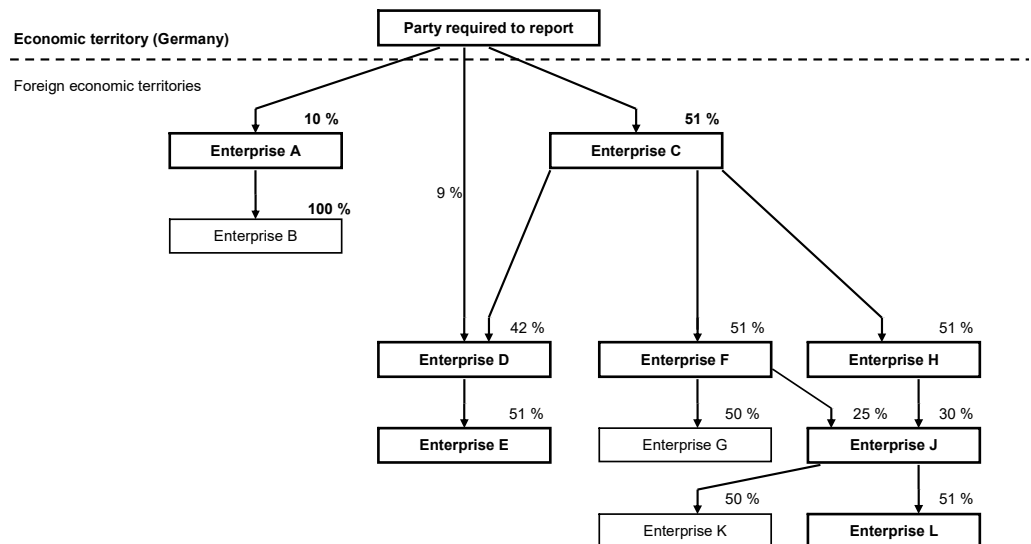 Party required to report
Economic territory (Germany)
Foreign economic territories
10 %
51 %
Enterprise A
Enterprise C
9 %
100 %
Enterprise B
42 %
51 %
51 %
Enterprise D
Enterprise F
Enterprise H
51 %
50 %
25 %
30 %
Enterprise E
Enterprise G
Enterprise J
50 %
51 %
Enterprise K
Enterprise L